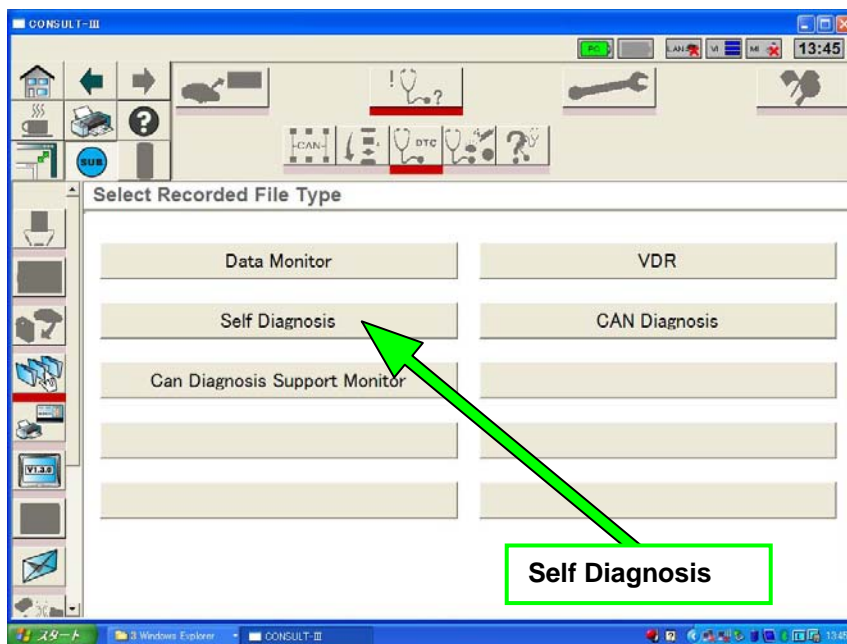 CONSULT-III
PC
LAN
VI
MI
13:45
!
?
?
SUB
CAN
DTC
?
Select Recorded File Type
Data Monitor
VDR
Self Diagnosis
CAN Diagnosis
Can Diagnosis Support Monitor
V1.3.0
Self Diagnosis
スタート
3 Windows Explorer
CONSULT-III
13:45